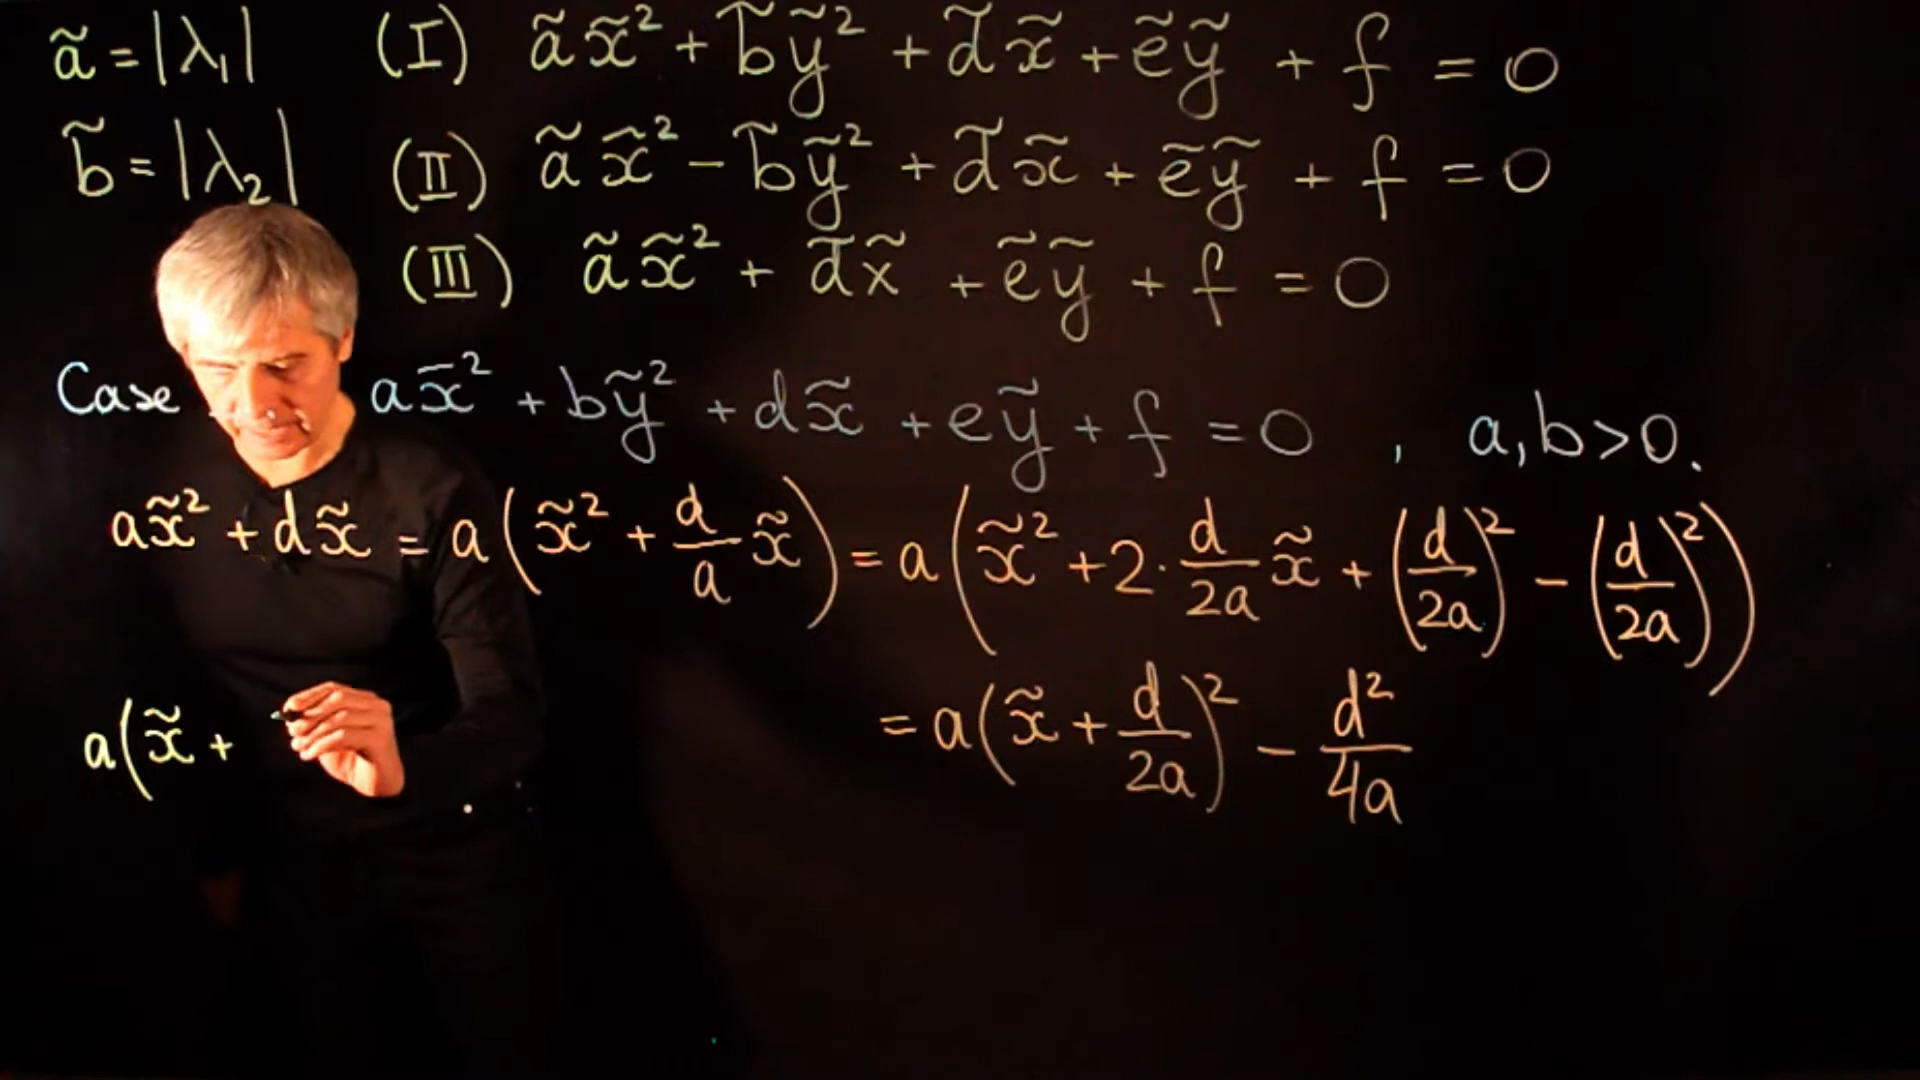 ã = |λ₁| (I) ãx̃² + b̃ỹ² + d̃x̃ + ẽỹ + f = 0
b̃ = |λ₂| (II) ãx̃² − b̃ỹ² + d̃x̃ + ẽỹ + f = 0
(III) ãx̃² + d̃x̃ + ẽỹ + f = 0
Case ax̃² + bỹ² + dx̃ + eỹ + f = 0 , a, b > 0.
ax̃² + dx̃ = a(x̃² + d/a x̃) = a(x̃² + 2 · d/2a x̃ + (d/2a)² − (d/2a)²)
= a(x̃ + d/2a)² − d²/4a
a(x̃ +